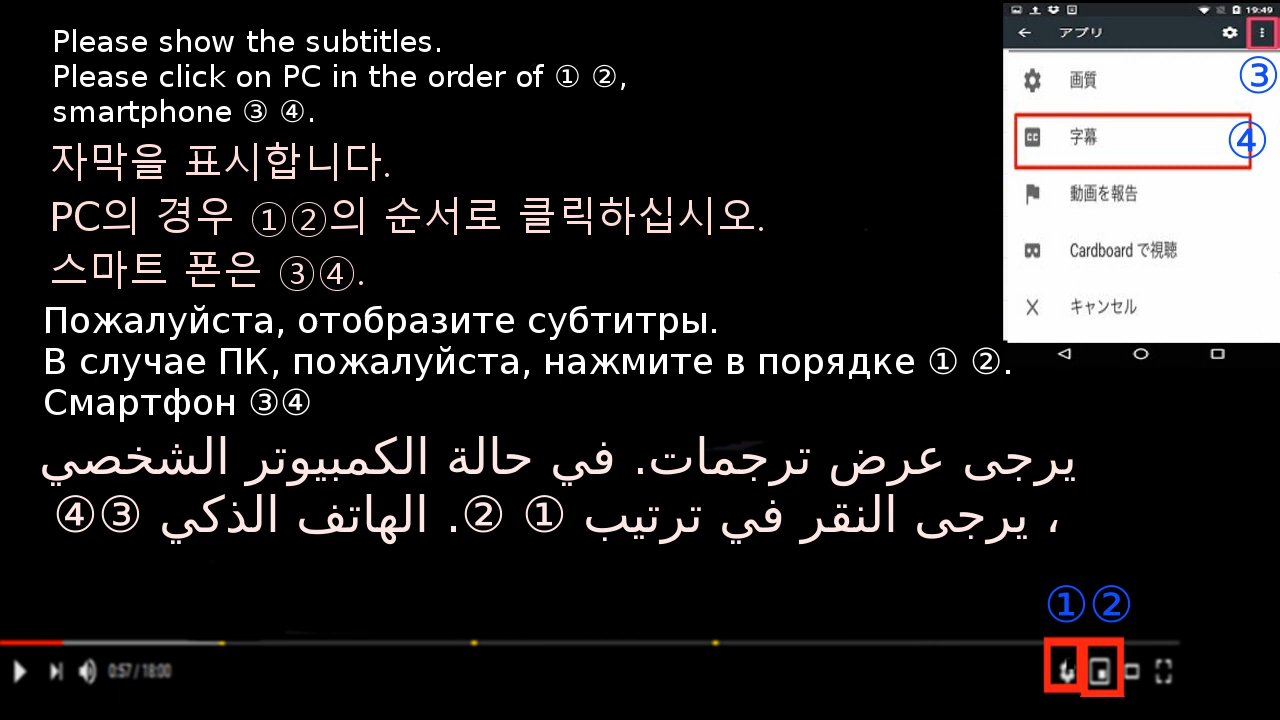 Please show the subtitles.
Please click on PC in the order of ① ②,
smartphone ③ ④.
자막을 표시합니다.
PC의 경우 ①②의 순서로 클릭하십시오.
스마트 폰은 ③④.
Пожалуйста, отобразите субтитры.
В случае ПК, пожалуйста, нажмите в порядке ① ②.
Смартфон ③④
يرجى عرض ترجمات. في حالة الكمبيوتر الشخصي
، يرجى النقر في ترتيب ① ②. الهاتف الذكي ③④
19:49
アプリ
③
画質
字幕
④
動画を報告
Cardboard で視聴
キャンセル
①②
0:57 / 18:00